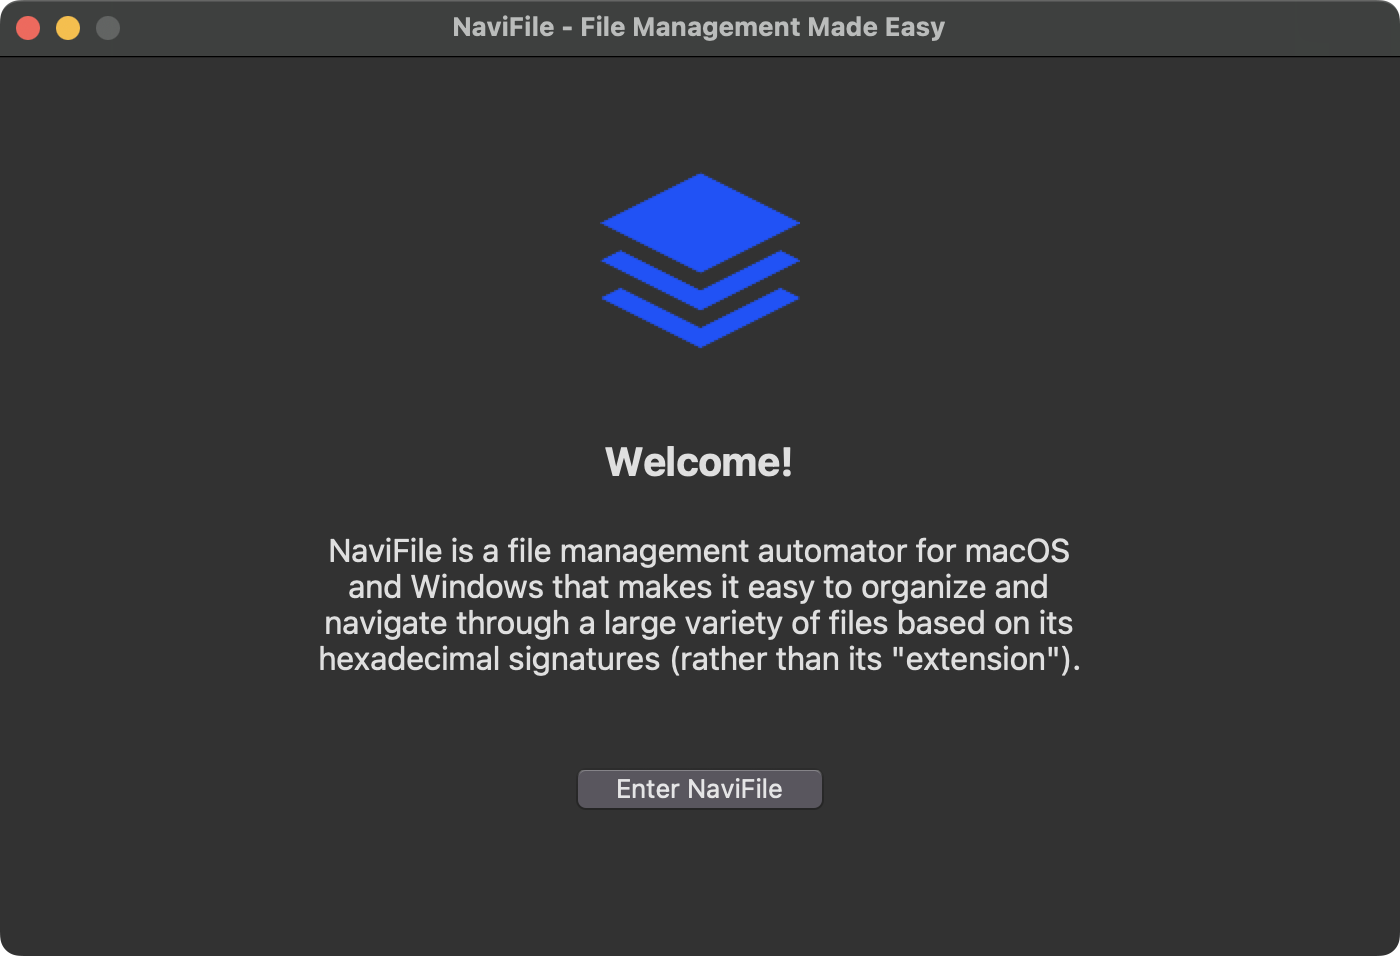 NaviFile - File Management Made Easy
Welcome!
NaviFile is a file management automator for macOS
and Windows that makes it easy to organize and
navigate through a large variety of files based on its
hexadecimal signatures (rather than its "extension").
Enter NaviFile